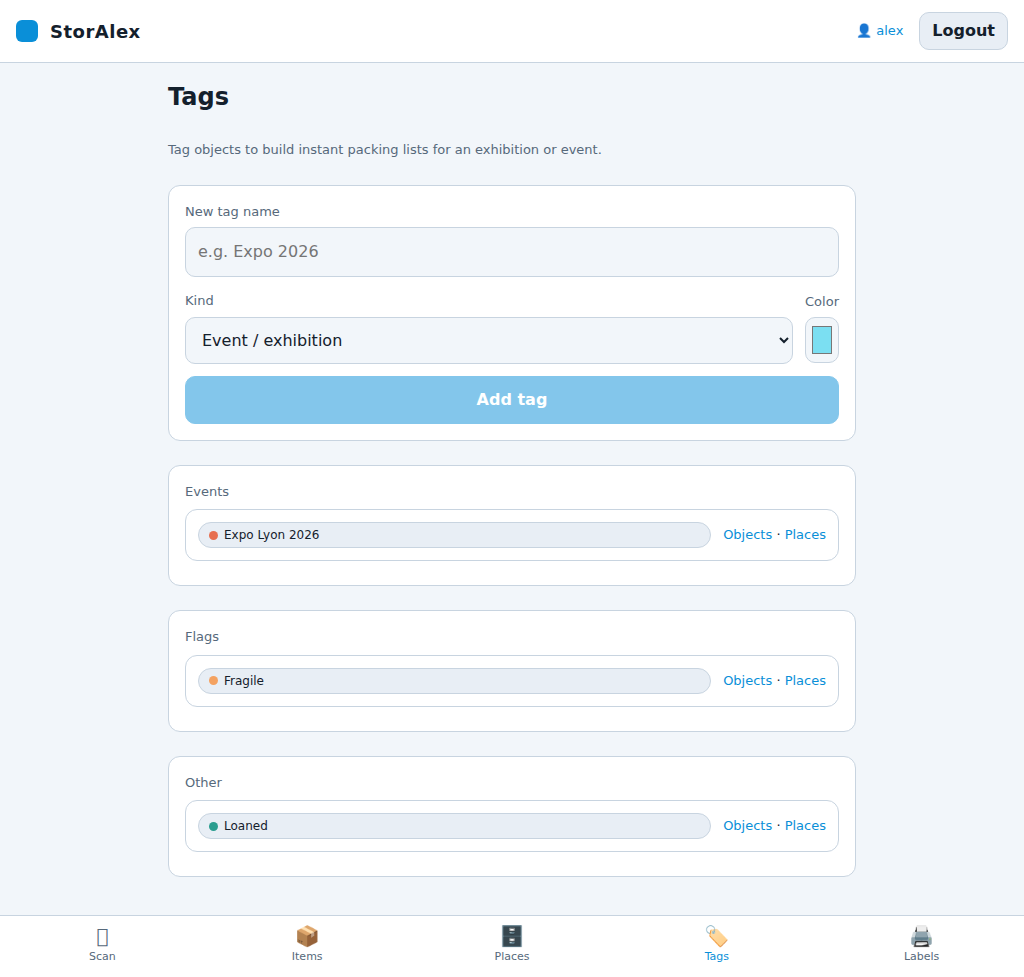 StorAlex
alex
Logout
Tags
Tag objects to build instant packing lists for an exhibition or event.
New tag name
e.g. Expo 2026
Kind
Color
Event / exhibition
Add tag
Events
Expo Lyon 2026
Objects · Places
Flags
Fragile
Objects · Places
Other
Loaned
Objects · Places
Scan
Items
Places
Tags
Labels